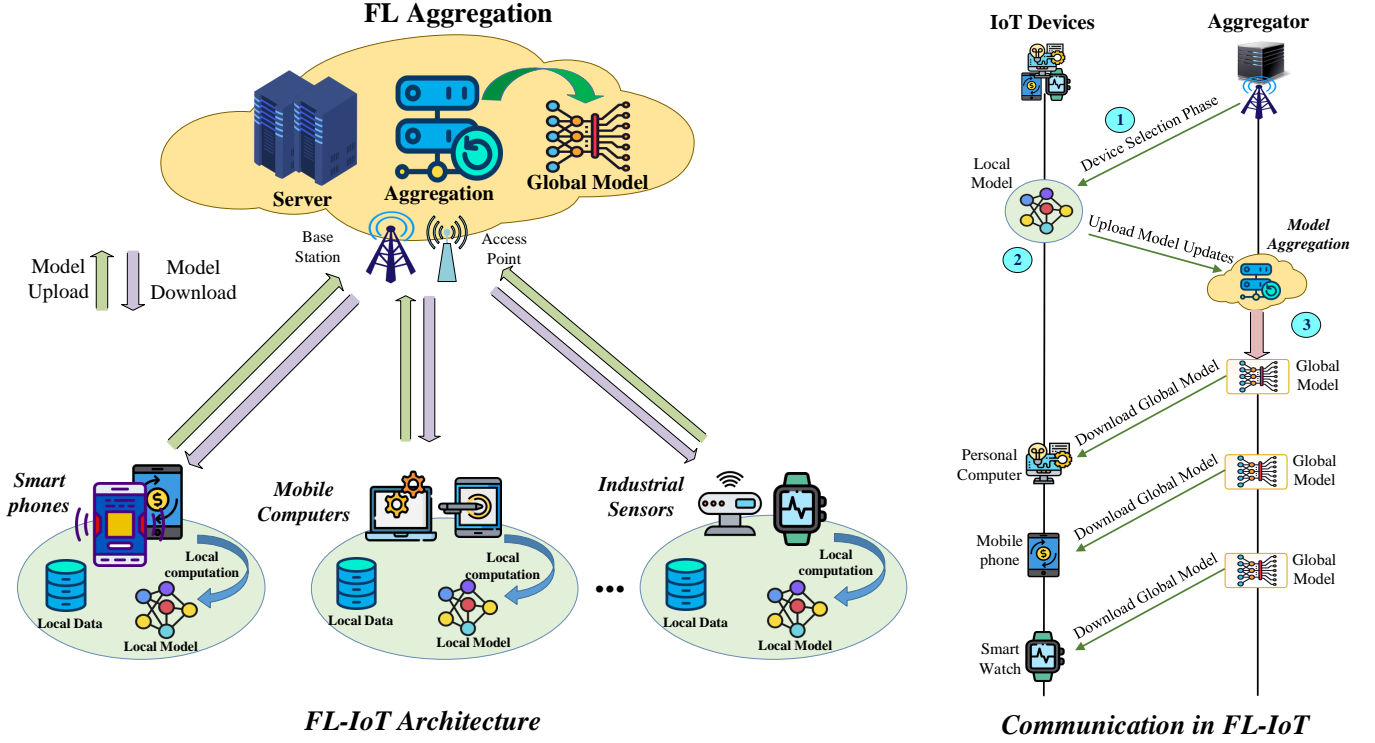 FL Aggregation
Server
Aggregation
Global Model
Base
Station
Access
Point
Model
Upload
Model
Download
Smart
phones
Local
computation
Local Data
Local Model
Mobile
Computers
Local
computation
Local Data
Local Model
...
Industrial
Sensors
Local
computation
Local Data
Local Model
FL-IoT Architecture
IoT Devices
Aggregator
1
Device Selection Phase
Local
Model
Upload Model Updates
2
Model
Aggregation
3
Global
Model
Download Global Model
Personal
Computer
Global
Model
Download Global Model
Mobile
phone
Global
Model
Download Global Model
Smart
Watch
Communication in FL-IoT